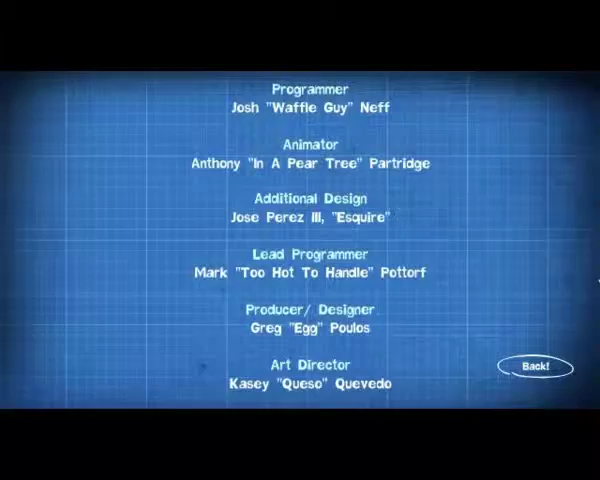 Programmer
Josh "Waffle Guy" Neff
Animator
Anthony "In A Pear Tree" Partridge
Additional Design
Jose Perez III, "Esquire"
Lead Programmer
Mark "Too Hot To Handle" Pottorf
Producer/ Designer
Greg "Egg" Poulos
Art Director
Kasey "Queso" Quevedo
Back!